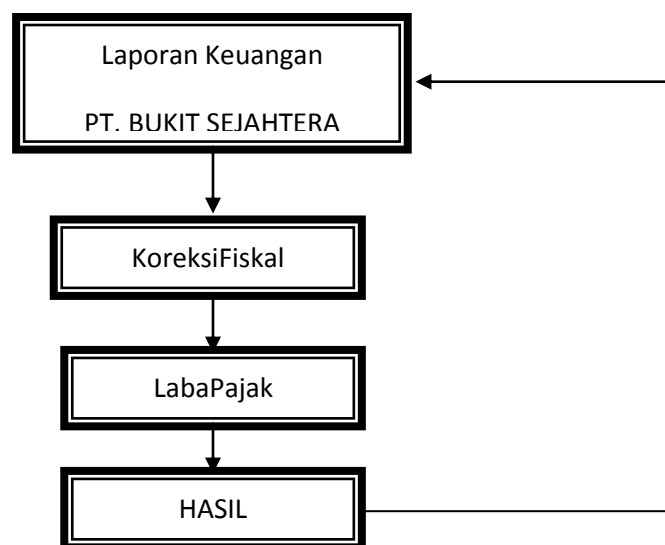 Laporan Keuangan
PT. BUKIT SEJAHTERA
KoreksiFiskal
LabaPajak
HASIL